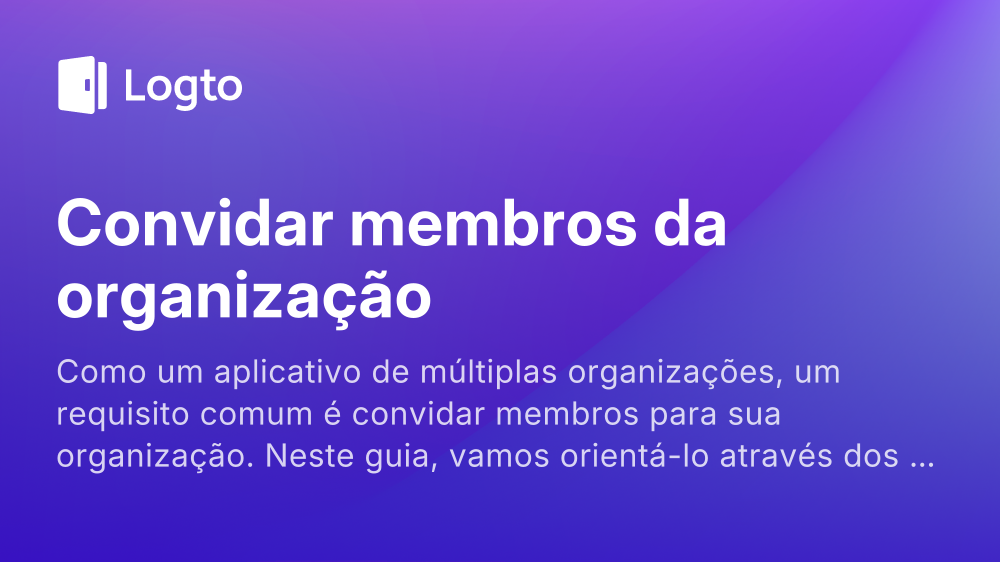 Logto
Convidar membros da
organização
Como um aplicativo de múltiplas organizações, um
requisito comum é convidar membros para sua
organização. Neste guia, vamos orientá-lo através dos ...